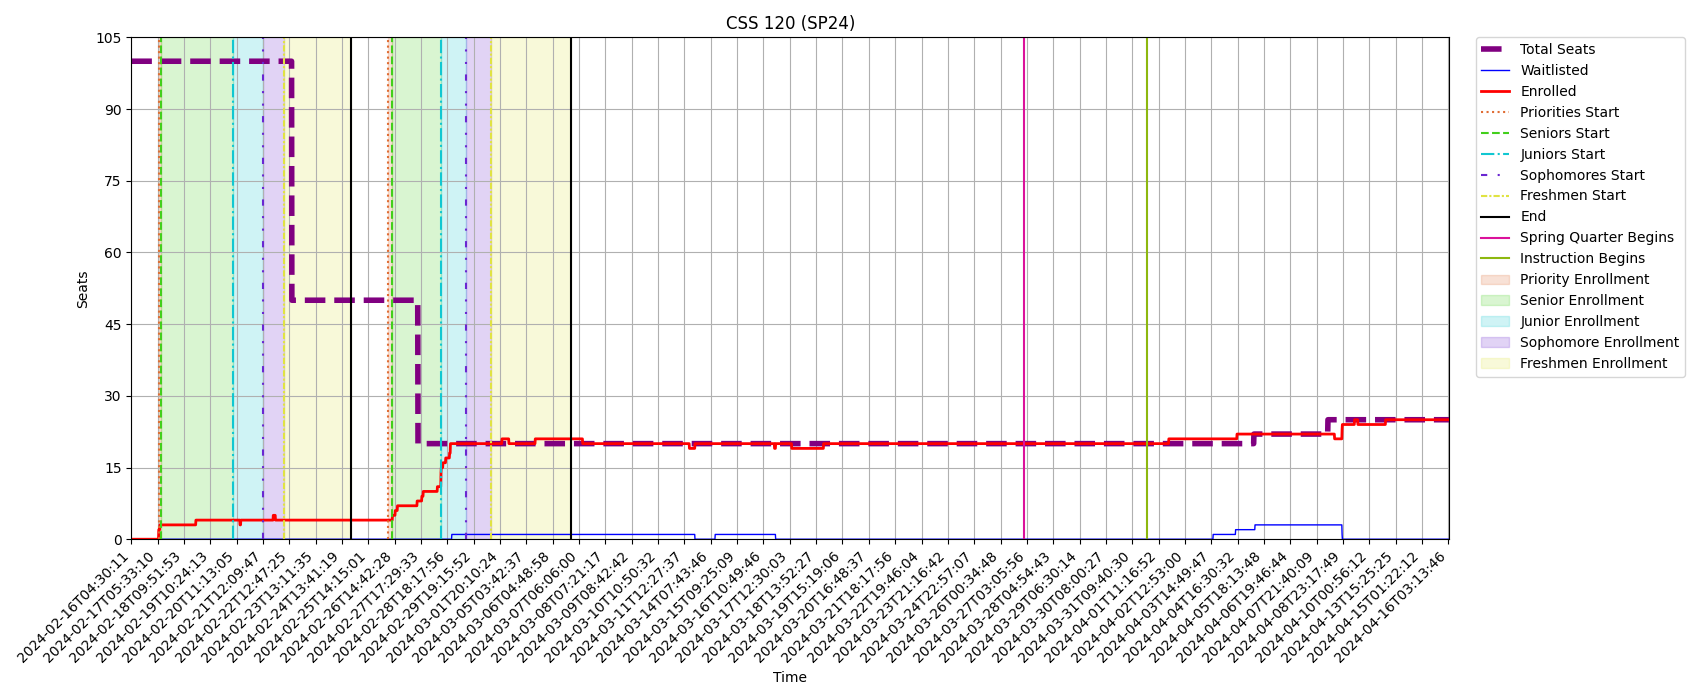 CSS 120 (SP24)
105
90
75
60
45
30
15
0
Seats
2024-02-16T04:30:11
2024-02-17T05:33:10
2024-02-18T09:51:53
2024-02-19T10:24:13
2024-02-20T11:13:05
2024-02-21T12:09:47
2024-02-22T12:47:23
2024-02-23T13:11:35
2024-02-24T13:41:19
2024-02-25T14:15:01
2024-02-26T14:42:28
2024-02-27T17:29:33
2024-02-28T18:17:56
2024-02-29T19:15:52
2024-03-01T20:10:24
2024-03-05T03:42:37
2024-03-06T04:48:58
2024-03-07T06:06:00
2024-03-08T07:21:17
2024-03-09T08:42:42
2024-03-10T10:50:32
2024-03-11T12:27:37
2024-03-14T07:43:46
2024-03-15T09:25:09
2024-03-16T10:49:46
2024-03-17T12:30:03
2024-03-18T13:52:27
2024-03-19T15:19:06
2024-03-20T16:48:37
2024-03-21T18:17:56
2024-03-22T19:46:04
2024-03-23T21:16:42
2024-03-24T22:57:07
2024-03-26T00:34:48
2024-03-27T03:05:56
2024-03-28T04:54:43
2024-03-29T06:30:14
2024-03-30T08:00:27
2024-03-31T09:40:30
2024-04-01T11:16:52
2024-04-02T12:53:00
2024-04-03T14:49:47
2024-04-04T16:30:32
2024-04-05T18:13:48
2024-04-06T19:46:44
2024-04-07T21:40:09
2024-04-08T23:17:49
2024-04-10T00:56:12
2024-04-13T15:25:25
2024-04-15T01:22:12
2024-04-16T03:13:46
Time
Total Seats
Waitlisted
Enrolled
Priorities Start
Seniors Start
Juniors Start
Sophomores Start
Freshmen Start
End
Spring Quarter Begins
Instruction Begins
Priority Enrollment
Senior Enrollment
Junior Enrollment
Sophomore Enrollment
Freshmen Enrollment